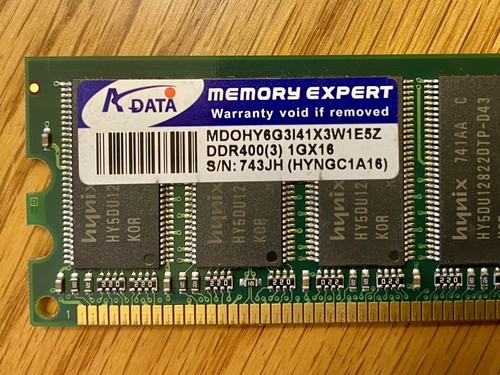 A DATA
MEMORY EXPERT
Warranty void if removed
MDOHY6G3I41X3W1E5Z
DDR400(3) 1GX16
S/N: 743JH (HYNGC1A16)
hynix
HY5DU12
KOR
hynix
HY5DU12
KOR
hynix
HY5DU12
KOR
hynix 741AA C
HY5DU12822DTP-D43
1